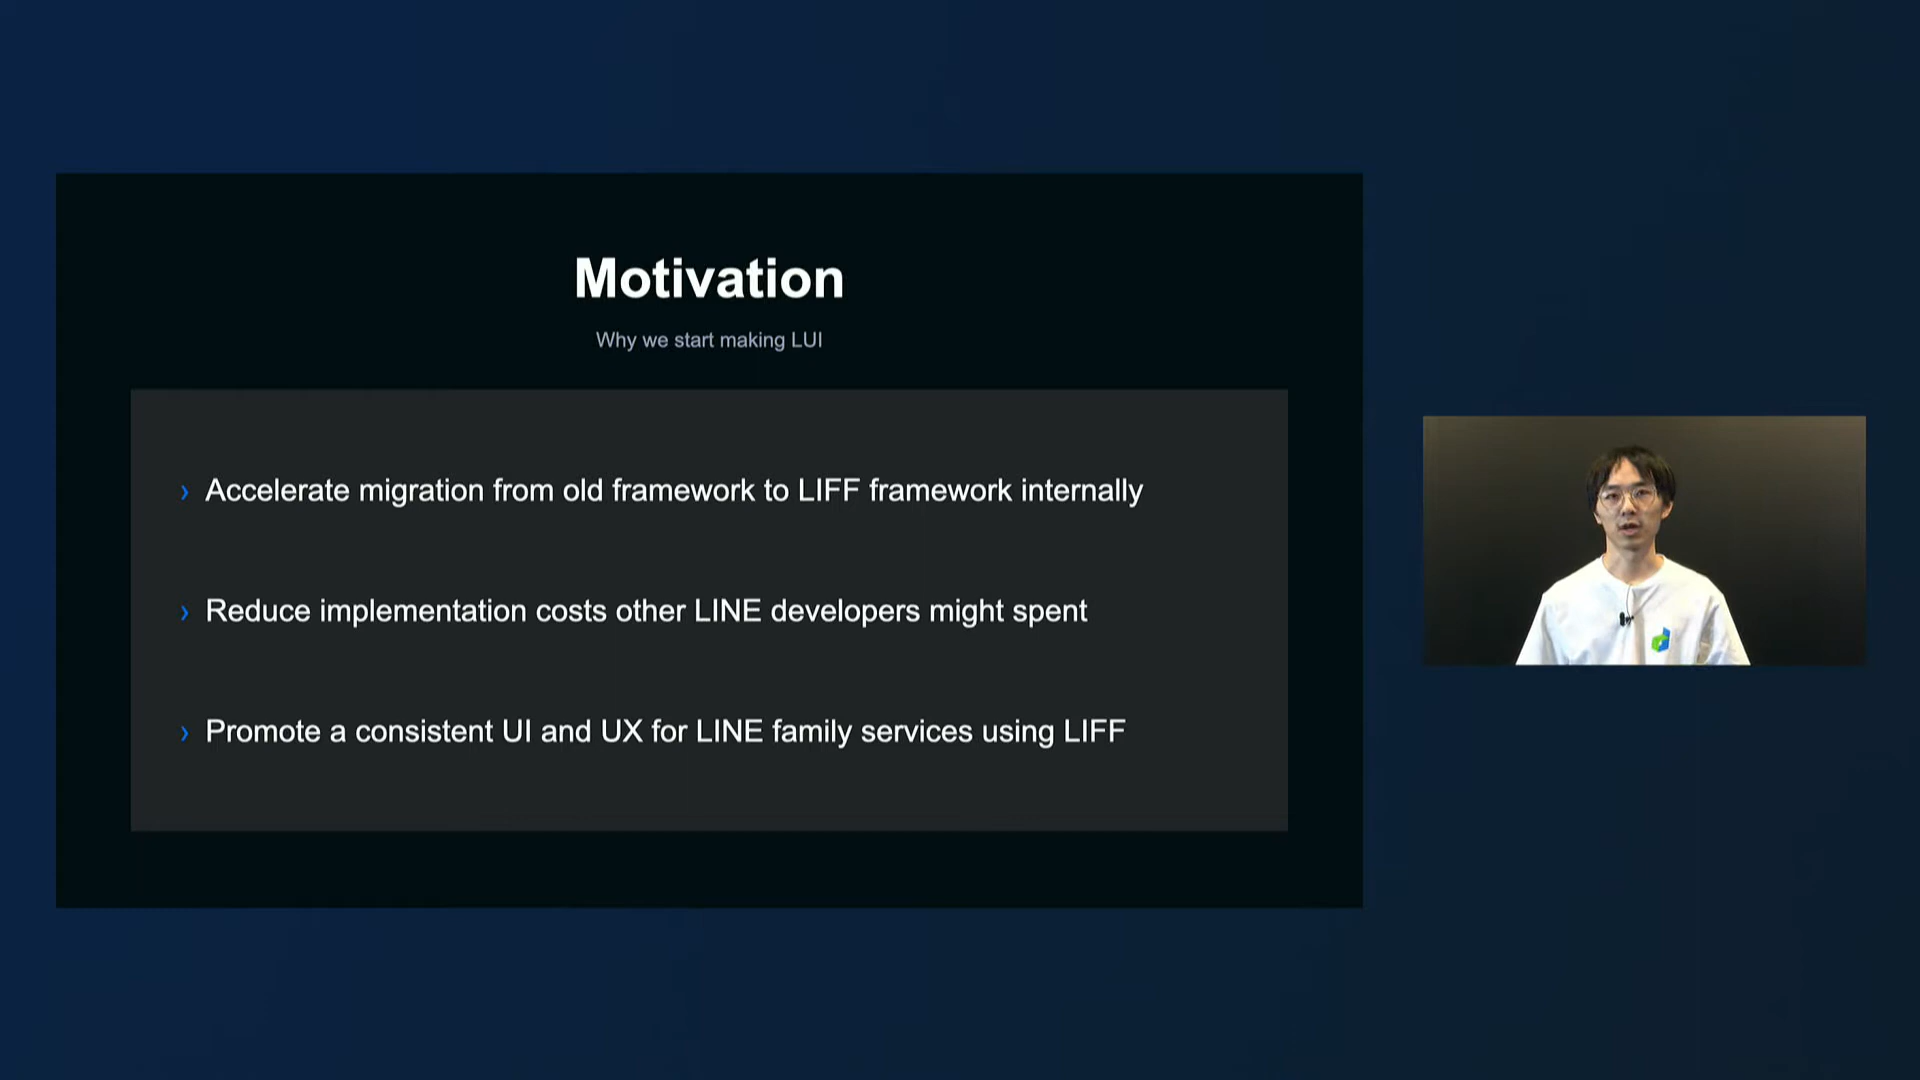 Motivation
Why we start making LUI
› Accelerate migration from old framework to LIFF framework internally
› Reduce implementation costs other LINE developers might spent
› Promote a consistent UI and UX for LINE family services using LIFF